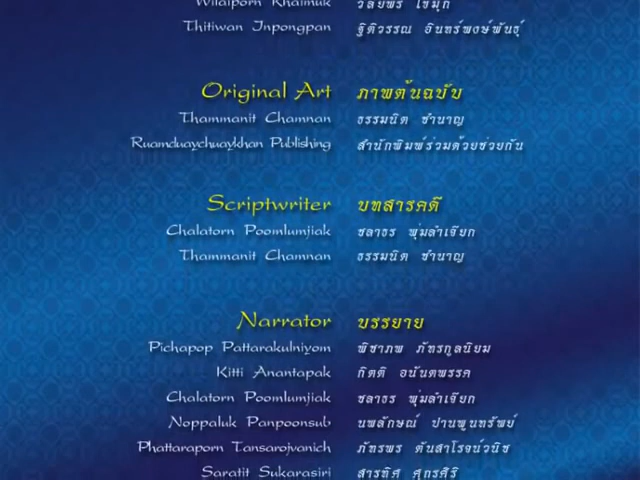 Wilaiporn Khaimuk วิลัยพร ไข่มุก
Thitiwan Inpongpan ฐิติวรรณ อินทร์พงษ์พันธุ์
Original Art ภาพต้นฉบับ
Thammanit Chamnan ธรรมนิต ชำนาญ
Ruamduaychuaykhan Publishing สำนักพิมพ์ร่วมด้วยช่วยกัน
Scriptwriter บทสารคดี
Chalatorn Poomlumjiak ชลาธร พุ่มลำเจียก
Thammanit Chamnan ธรรมนิต ชำนาญ
Narrator บรรยาย
Pichapop Pattarakulniyom พิชาภพ ภัทรกูลนิยม
Kitti Anantapak กิตติ อนันตพรรค
Chalatorn Poomlumjiak ชลาธร พุ่มลำเจียก
Noppaluk Panpoonsub นพลักษณ์ ปานพูนทรัพย์
Phattaraporn Tansarojvanich ภัทรพร ตันสาโรจน์วนิช
Saratit Sukarasiri สารทิศ ศุกรศิริ